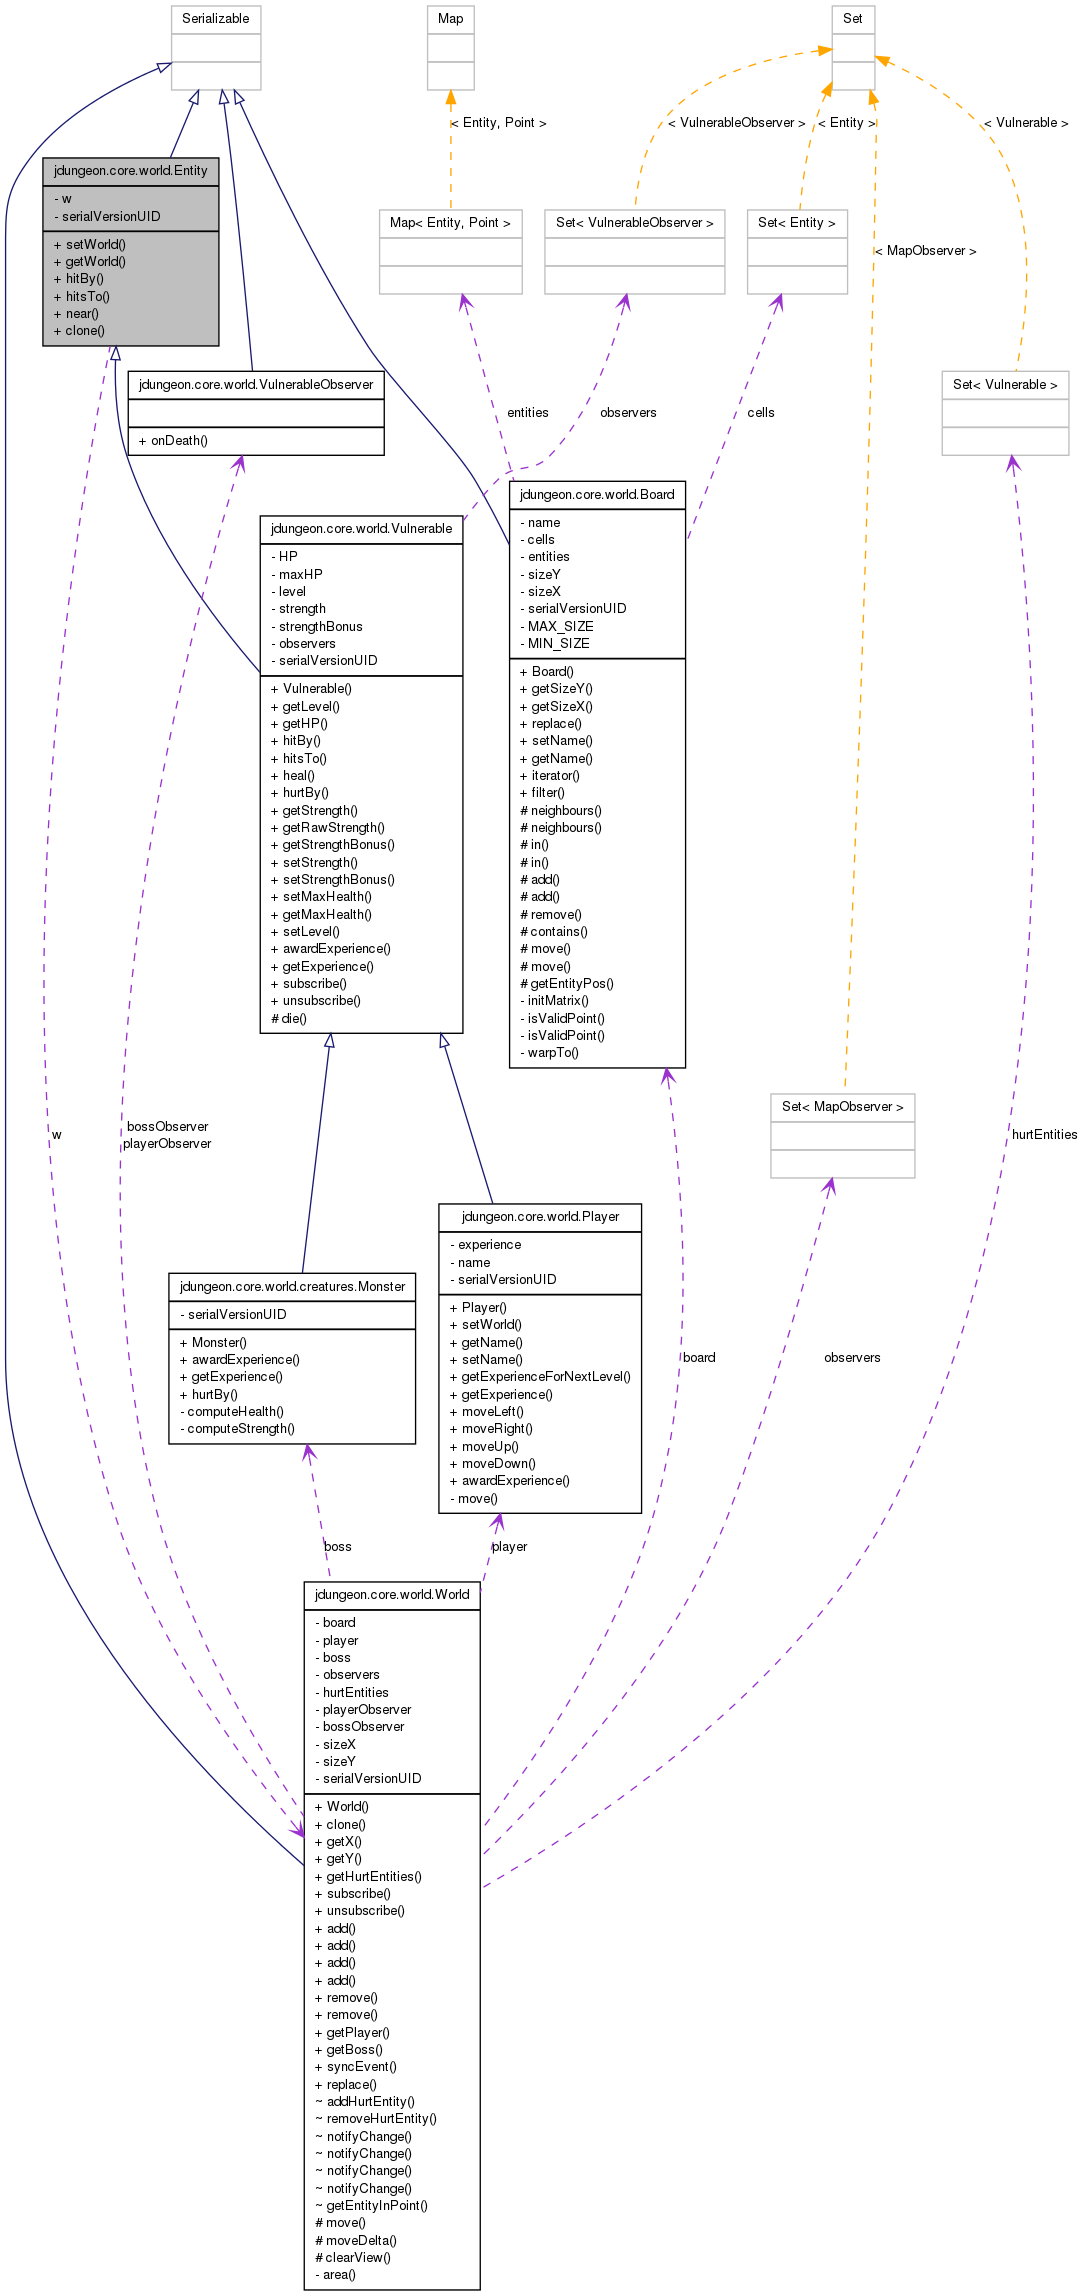 Serializable
Map
Set
< Entity, Point >
< VulnerableObserver >
< Entity >
< Vulnerable >
jdungeon.core.world.Entity
- w
- serialVersionUID
+ setWorld()
+ getWorld()
+ hitBy()
+ hitsTo()
+ near()
+ clone()
Map< Entity, Point >
Set< VulnerableObserver >
Set< Entity >
< MapObserver >
jdungeon.core.world.VulnerableObserver
+ onDeath()
Set< Vulnerable >
entities
observers
cells
jdungeon.core.world.Vulnerable
- HP
- maxHP
- level
- strength
- strengthBonus
- observers
- serialVersionUID
+ Vulnerable()
+ getLevel()
+ getHP()
+ hitBy()
+ hitsTo()
+ heal()
+ hurtBy()
+ getStrength()
+ getRawStrength()
+ getStrengthBonus()
+ setStrength()
+ setStrengthBonus()
+ setMaxHealth()
+ getMaxHealth()
+ setLevel()
+ awardExperience()
+ getExperience()
+ subscribe()
+ unsubscribe()
# die()
jdungeon.core.world.Board
- name
- cells
- entities
- sizeY
- sizeX
- serialVersionUID
- MAX_SIZE
- MIN_SIZE
+ Board()
+ getSizeY()
+ getSizeX()
+ replace()
+ setName()
+ getName()
+ iterator()
+ filter()
# neighbours()
# neighbours()
# in()
# in()
# add()
# add()
# remove()
# contains()
# move()
# move()
# getEntityPos()
- initMatrix()
- isValidPoint()
- isValidPoint()
- warpTo()
Set< MapObserver >
w
bossObserver
playerObserver
hurtEntities
jdungeon.core.world.creatures.Monster
- serialVersionUID
+ Monster()
+ awardExperience()
+ getExperience()
+ hurtBy()
- computeHealth()
- computeStrength()
jdungeon.core.world.Player
- experience
- name
- serialVersionUID
+ Player()
+ setWorld()
+ getName()
+ setName()
+ getExperienceForNextLevel()
+ getExperience()
+ moveLeft()
+ moveRight()
+ moveUp()
+ moveDown()
+ awardExperience()
- move()
board
observers
boss
player
jdungeon.core.world.World
- board
- player
- boss
- observers
- hurtEntities
- playerObserver
- bossObserver
- sizeX
- sizeY
- serialVersionUID
+ World()
+ clone()
+ getX()
+ getY()
+ getHurtEntities()
+ subscribe()
+ unsubscribe()
+ add()
+ add()
+ add()
+ add()
+ remove()
+ remove()
+ getPlayer()
+ getBoss()
+ syncEvent()
+ replace()
~ addHurtEntity()
~ removeHurtEntity()
~ notifyChange()
~ notifyChange()
~ notifyChange()
~ notifyChange()
~ getEntityInPoint()
# move()
# moveDelta()
# clearView()
- area()